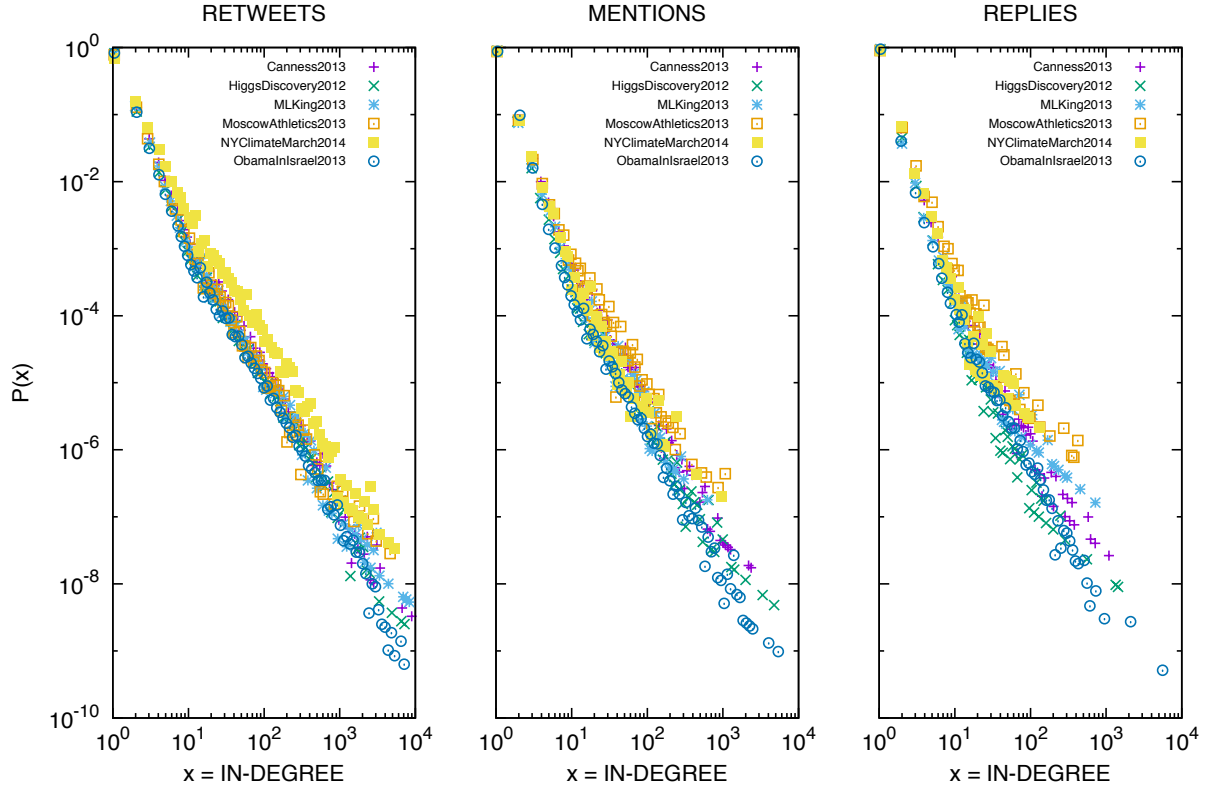 RETWEETS
MENTIONS
REPLIES
P(x)
10^0
10^-2
10^-4
10^-6
10^-8
10^-10
Canness2013
HiggsDiscovery2012
MLKing2013
MoscowAthletics2013
NYClimateMarch2014
ObamaInIsrael2013
10^0 10^1 10^2 10^3 10^4
x = IN-DEGREE
Canness2013
HiggsDiscovery2012
MLKing2013
MoscowAthletics2013
NYClimateMarch2014
ObamaInIsrael2013
10^0 10^1 10^2 10^3 10^4
x = IN-DEGREE
Canness2013
HiggsDiscovery2012
MLKing2013
MoscowAthletics2013
NYClimateMarch2014
ObamaInIsrael2013
10^0 10^1 10^2 10^3 10^4
x = IN-DEGREE